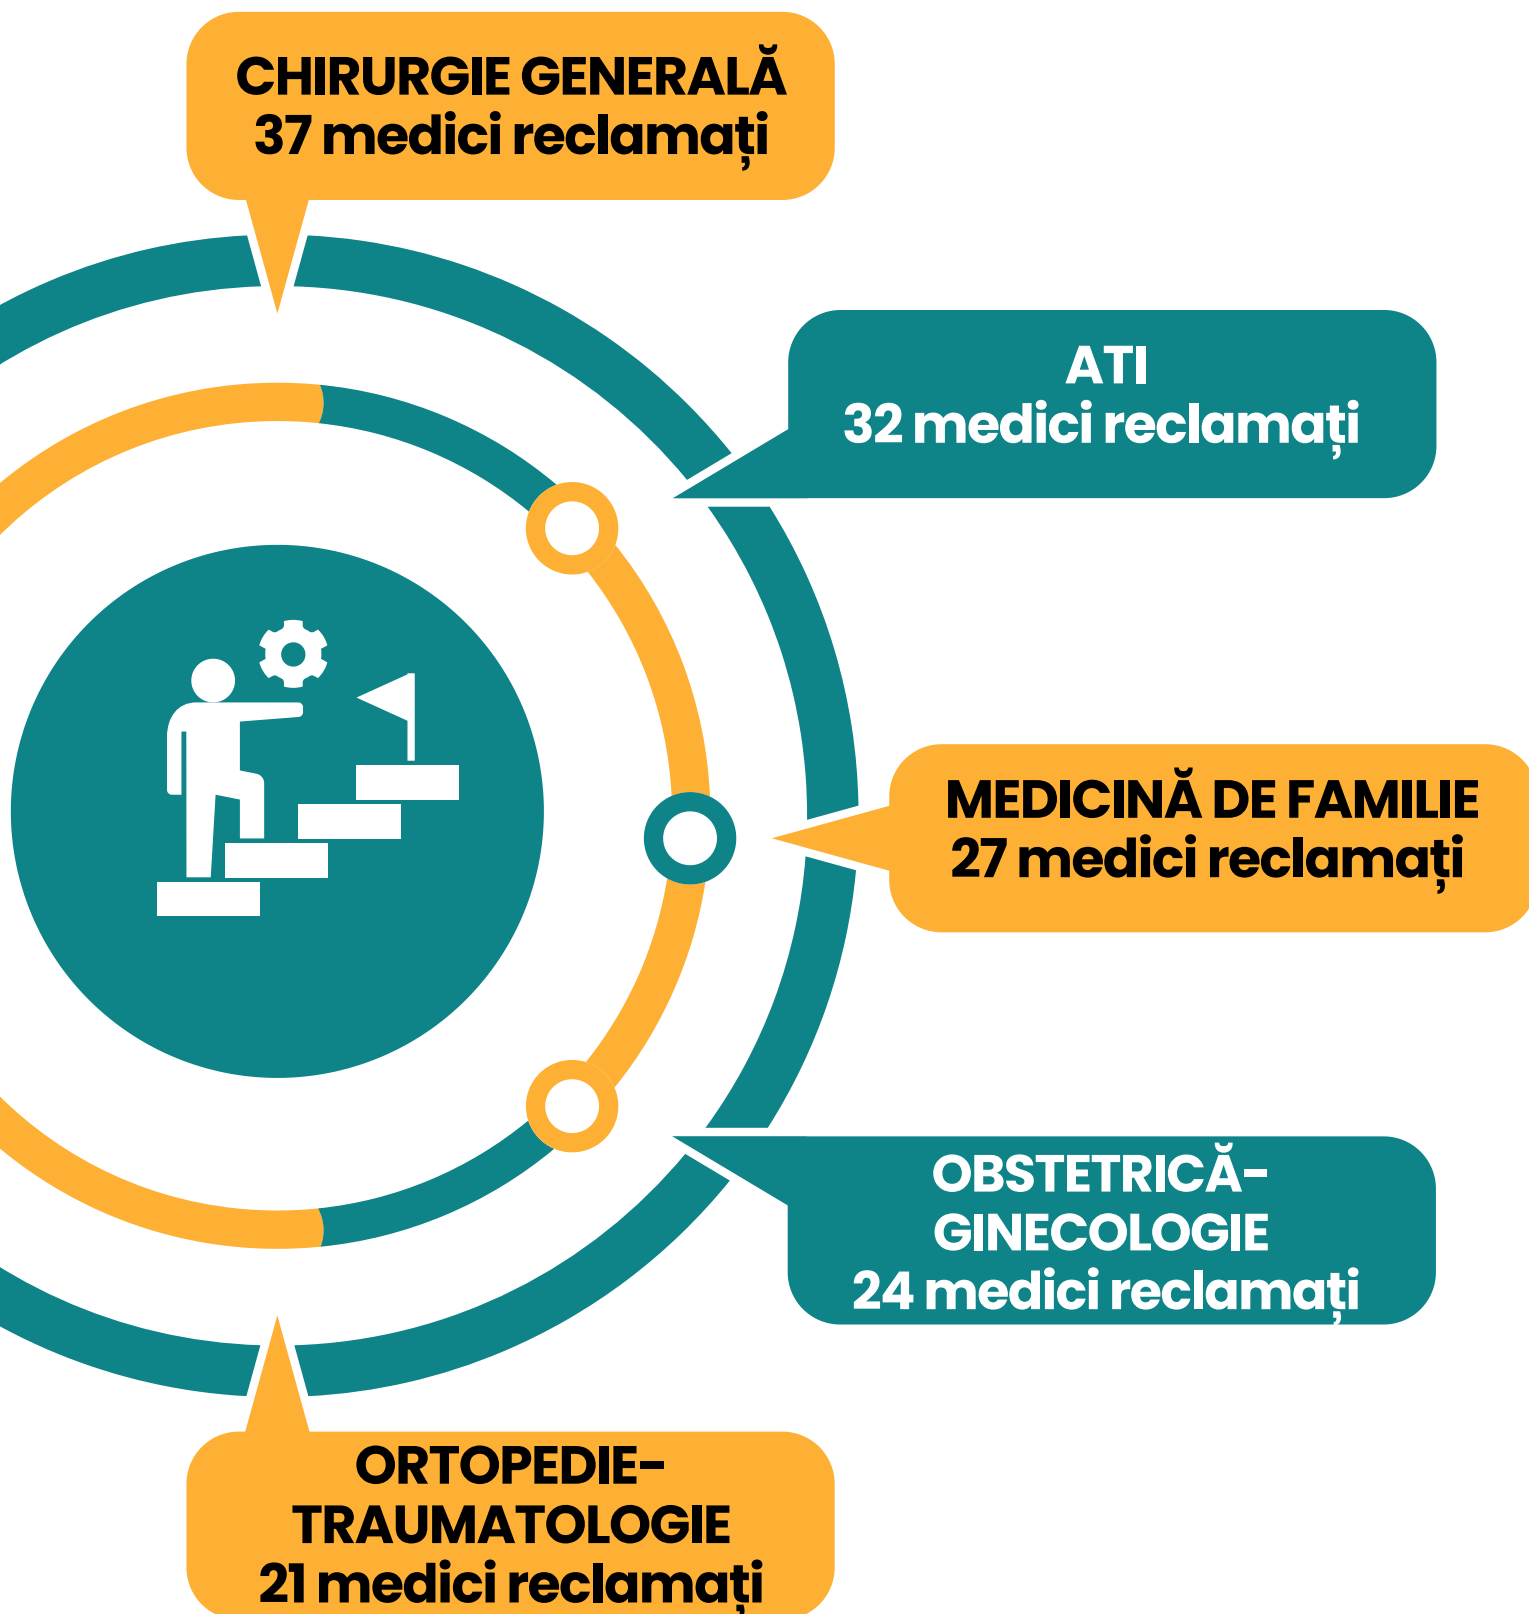 CHIRURGIE GENERALĂ
37 medici reclamați
ATI
32 medici reclamați
MEDICINĂ DE FAMILIE
27 medici reclamați
OBSTETRICĂ-
GINECOLOGIE
24 medici reclamați
ORTOPEDIE-
TRAUMATOLOGIE
21 medici reclamați